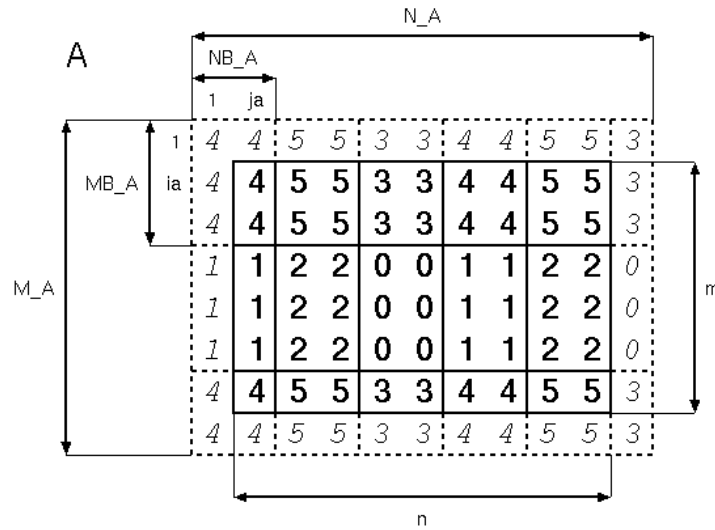 N_A
A
NB_A
1 ja
1 4 4 5 5 3 3 4 4 5 5 3
MB_A ia 4 4 5 5 3 3 4 4 5 5 3
4 4 5 5 3 3 4 4 5 5 3
M_A 1 1 2 2 0 0 1 1 2 2 0 m
1 1 2 2 0 0 1 1 2 2 0
1 1 2 2 0 0 1 1 2 2 0
4 4 5 5 3 3 4 4 5 5 3
4 4 5 5 3 3 4 4 5 5 3
n